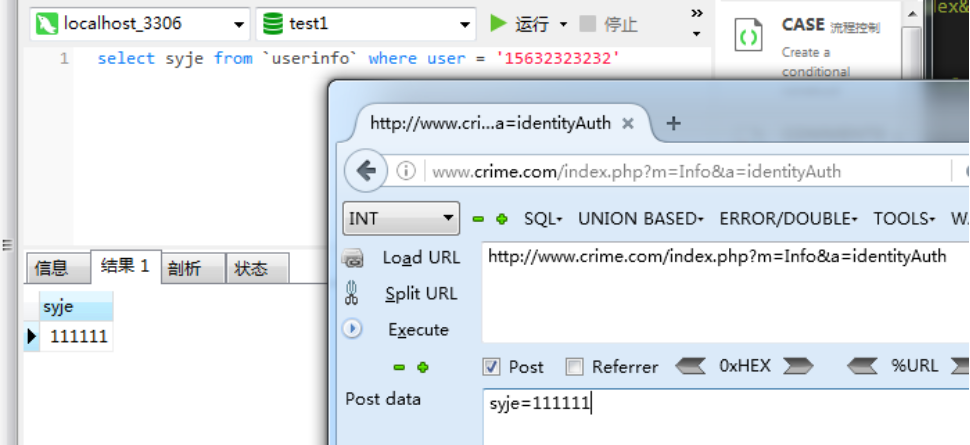 localhost_3306 test1 运行 停止 »
1 select syje from `userinfo` where user = '15632323232'
CASE 流程控制
Create a
conditional
信息 结果 1 剖析 状态
syje
111111
http://www.cri...a=identityAuth × +
www.crime.com/index.php?m=Info&a=identityAuth
INT SQL UNION BASED ERROR/DOUBLE TOOLS
Load URL http://www.crime.com/index.php?m=Info&a=identityAuth
Split URL
Execute
Post Referrer 0xHEX %URL
Post data syje=111111